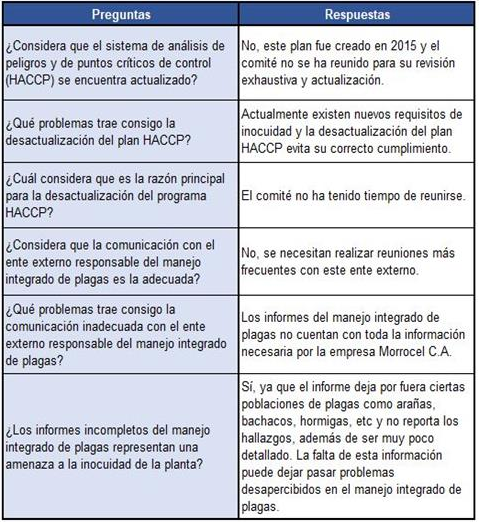 Preguntas
Respuestas
¿Considera que el sistema de análisis de
peligros y de puntos críticos de control
(HACCP) se encuentra actualizado?
No, este plan fue creado en 2015 y el
comité no se ha reunido para su revisión
exhaustiva y actualización.
¿Qué problemas trae consigo la
desactualización del plan HACCP?
Actualmente existen nuevos requisitos de
inocuidad y la desactualización del plan
HACCP evita su correcto cumplimiento.
¿Cuál considera que es la razón principal
para la desactualización del programa
HACCP?
El comité no ha tenido tiempo de reunirse.
¿Considera que la comunicación con el
ente externo responsable del manejo
integrado de plagas es la adecuada?
No, se necesitan realizar reuniones más
frecuentes con este ente externo.
¿Qué problemas trae consigo la
comunicación inadecuada con el ente
externo responsable del manejo integrado
de plagas?
Los informes del manejo integrado de
plagas no cuentan con toda la información
necesaria por la empresa Morrocel C.A.
¿Los informes incompletos del manejo
integrado de plagas representan una
amenaza a la inocuidad de la planta?
Sí, ya que el informe deja por fuera ciertas
poblaciones de plagas como arañas,
bachacos, hormigas, etc y no reporta los
hallazgos, además de ser muy poco
detallado. La falta de esta información
puede dejar pasar problemas
desapercibidos en el manejo integrado de
plagas.